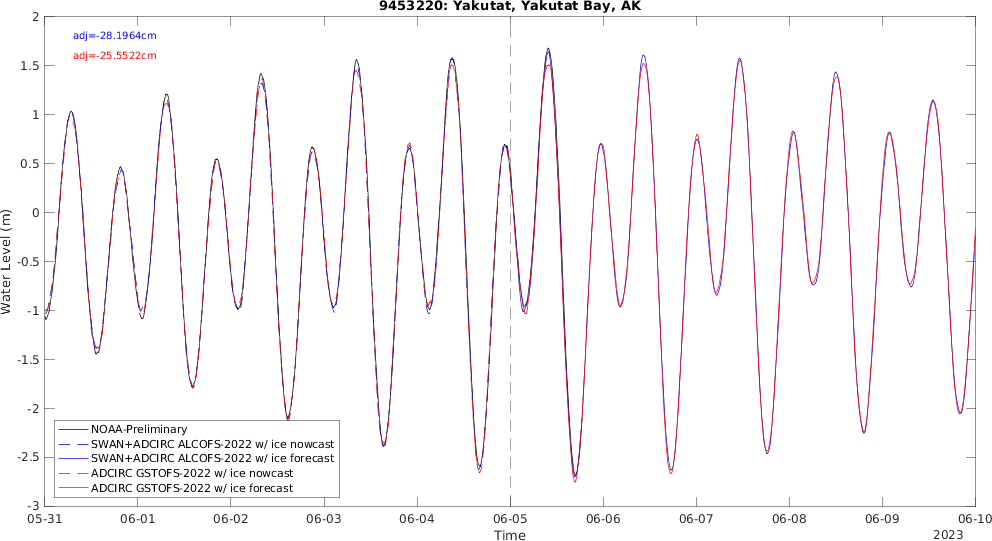 9453220: Yakutat, Yakutat Bay, AK
adj=-28.1964cm
adj=-25.5522cm
2
1.5
1
0.5
0
-0.5
-1
-1.5
-2
-2.5
-3
Water Level (m)
NOAA-Preliminary
SWAN+ADCIRC ALCOFS-2022 w/ ice nowcast
SWAN+ADCIRC ALCOFS-2022 w/ ice forecast
ADCIRC GSTOFS-2022 w/ ice nowcast
ADCIRC GSTOFS-2022 w/ ice forecast
05-31 06-01 06-02 06-03 06-04 06-05 06-06 06-07 06-08 06-09 06-10
Time
2023